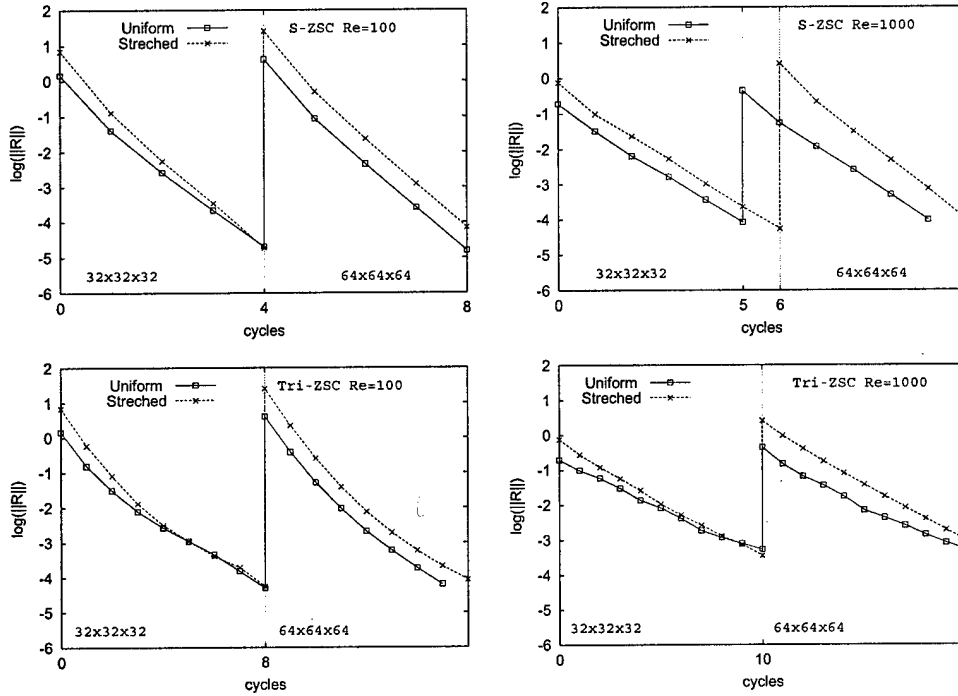 2
1
0
-1
-2
-3
-4
-5
-6
log(||R||)
Uniform
Streched
S-ZSC Re=100
32x32x32
64x64x64
0
4
8
cycles
2
1
0
-1
-2
-3
-4
-5
-6
log(||R||)
Uniform
Streched
S-ZSC Re=1000
32x32x32
64x64x64
0
5
6
cycles
2
1
0
-1
-2
-3
-4
-5
-6
log(||R||)
Uniform
Streched
Tri-ZSC Re=100
32x32x32
64x64x64
0
8
cycles
2
1
0
-1
-2
-3
-4
-5
-6
log(||R||)
Uniform
Streched
Tri-ZSC Re=1000
32x32x32
64x64x64
0
10
cycles